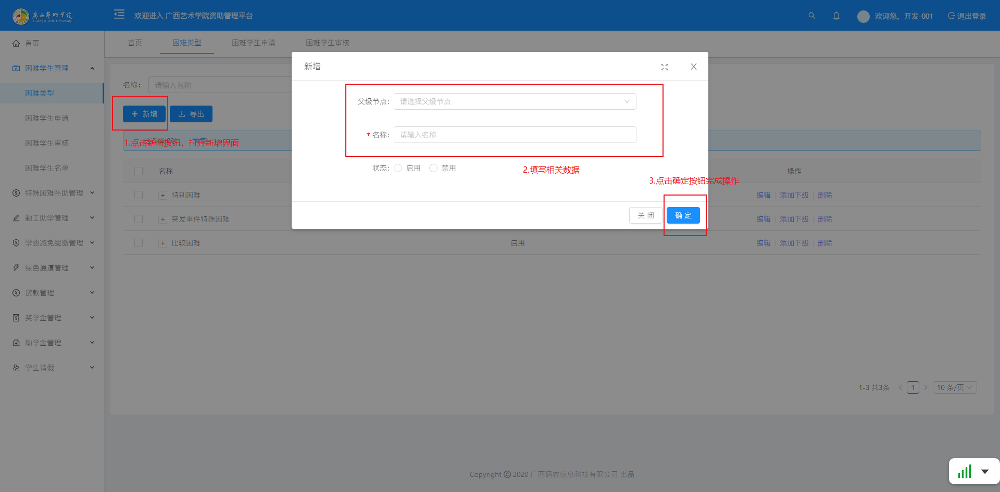 廣西藝術學院
Guangxi Arts University
欢迎进入 广西艺术学院资助管理平台
欢迎您，开发-001
退出登录
首页
困难学生管理
困难类型
困难学生申请
困难学生审核
困难学生名单
特殊困难补助管理
勤工助学管理
学费减免缓缴管理
绿色通道管理
贷款管理
奖学金管理
助学金管理
学生请假
首页 困难类型 困难学生申请 困难学生审核
名称： 请输入名称
新增 导出
1.点击新增按钮，打开新增界面
名称 操作
特别困难 编辑 添加下级 删除
突发事件特殊困难 编辑 添加下级 删除
比较困难 启用 编辑 添加下级 删除
新增
父级节点： 请选择父级节点
* 名称： 请输入名称
状态： 启用 禁用
2.填写相关数据
3.点击确定按钮完成操作
关 闭 确 定
1-3 共3条 < 1 > 10 条/页
Copyright © 2020 广西码农信息科技有限公司 出品